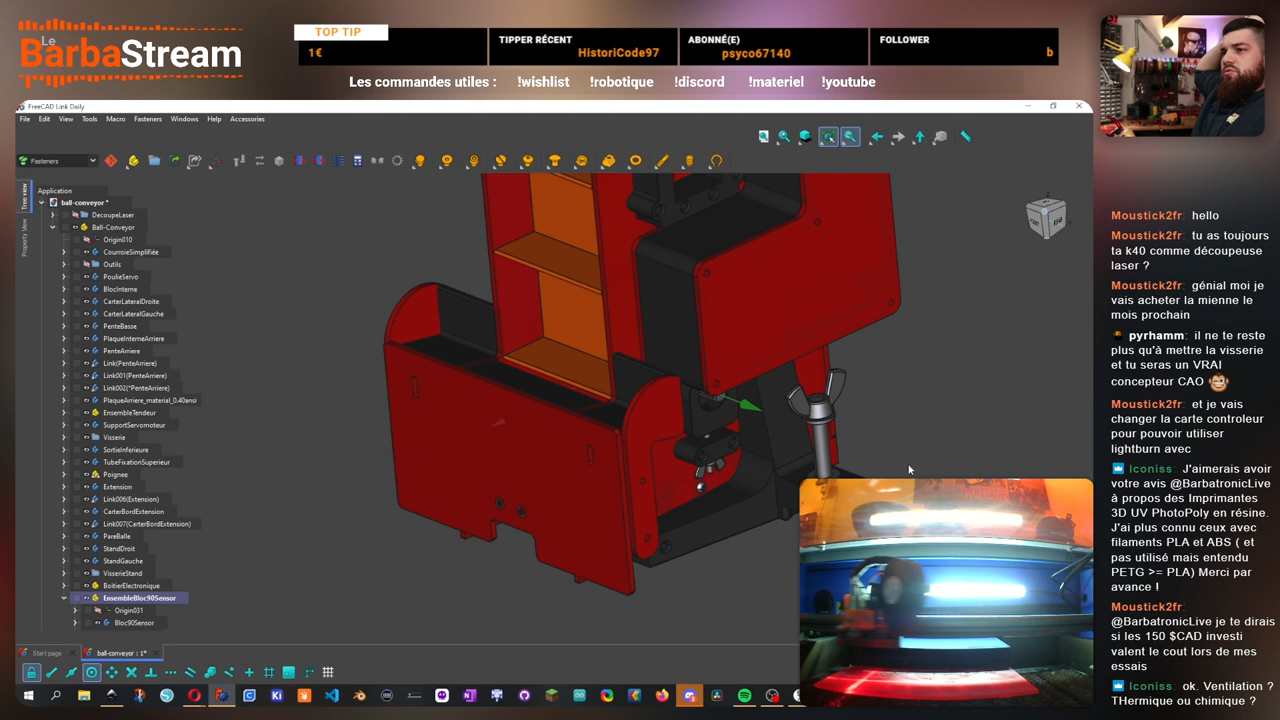 Le
BarbaStream
TOP TIP
1€
TIPPER RÉCENT
HistoriCode97
ABONNÉ(E)
psyco67140
FOLLOWER
b
Les commandes utiles : !wishlist !robotique !discord !materiel !youtube
FreeCAD Link Daily
File Edit View Tools Macro Fasteners Windows Help Accessories
Fasteners
Tree view
Property View
Application
ball-conveyor *
DecoupeLaser
Ball-Conveyor
Origin010
CourroieSimplifiée
Outils
PoulieServo
BlocInterne
CarterLateralDroite
CarterLateralGauche
PenteBasse
PlaqueInterneArriere
PenteArriere
Link(PenteArriere)
Link001(PenteArriere)
Link002(*PenteArriere)
PlaqueArriere_material_0.40ansi
EnsembleTendeur
SupportServomoteur
Visserie
SortieInferieure
TubeFixationSuperieur
Poignee
Extension
Link006(Extension)
CarterBordExtension
Link007(CarterBordExtension)
PareBalle
StandDroit
StandGauche
VisserieStand
BoitierElectronique
EnsembleBloc90Sensor
Origin031
Bloc90Sensor
Start page
ball-conveyor : 1*
Moustick2fr: hello
Moustick2fr: tu as toujours
ta k40 comme découpeuse
laser ?
Moustick2fr: génial moi je
vais acheter la mienne le
mois prochain
pyrhamm: il ne te reste
plus qu'à mettre la visserie
et tu seras un VRAI
concepteur CAO
Moustick2fr: et je vais
changer la carte controleur
pour pouvoir utiliser
lightburn avec
Iconiss: J'aimerais avoir
votre avis @BarbatronicLive
à propos des Imprimantes
3D UV PhotoPoly en résine.
J'ai plus connu ceux avec
filaments PLA et ABS ( et
pas utilisé mais entendu
PETG >= PLA) Merci par
avance !
Moustick2fr:
@BarbatronicLive je te dirais
si les 150 $CAD investi
valent le cout lors de mes
essais
Iconiss: ok. Ventilation ?
THermique ou chimique ?